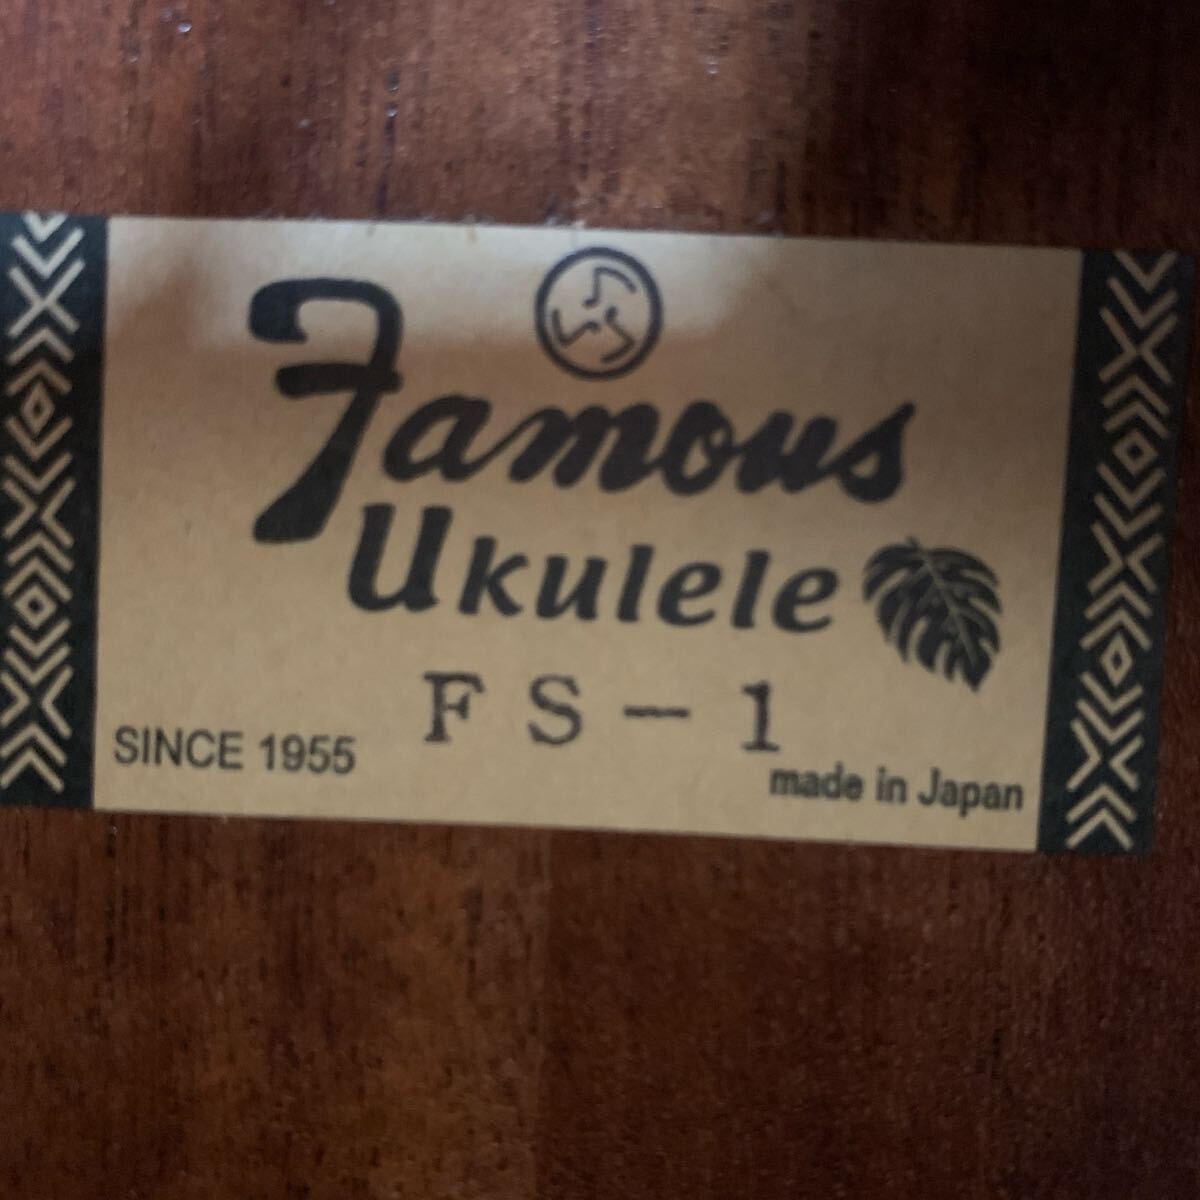 Famous
Ukulele
FS-1
SINCE 1955
made in Japan